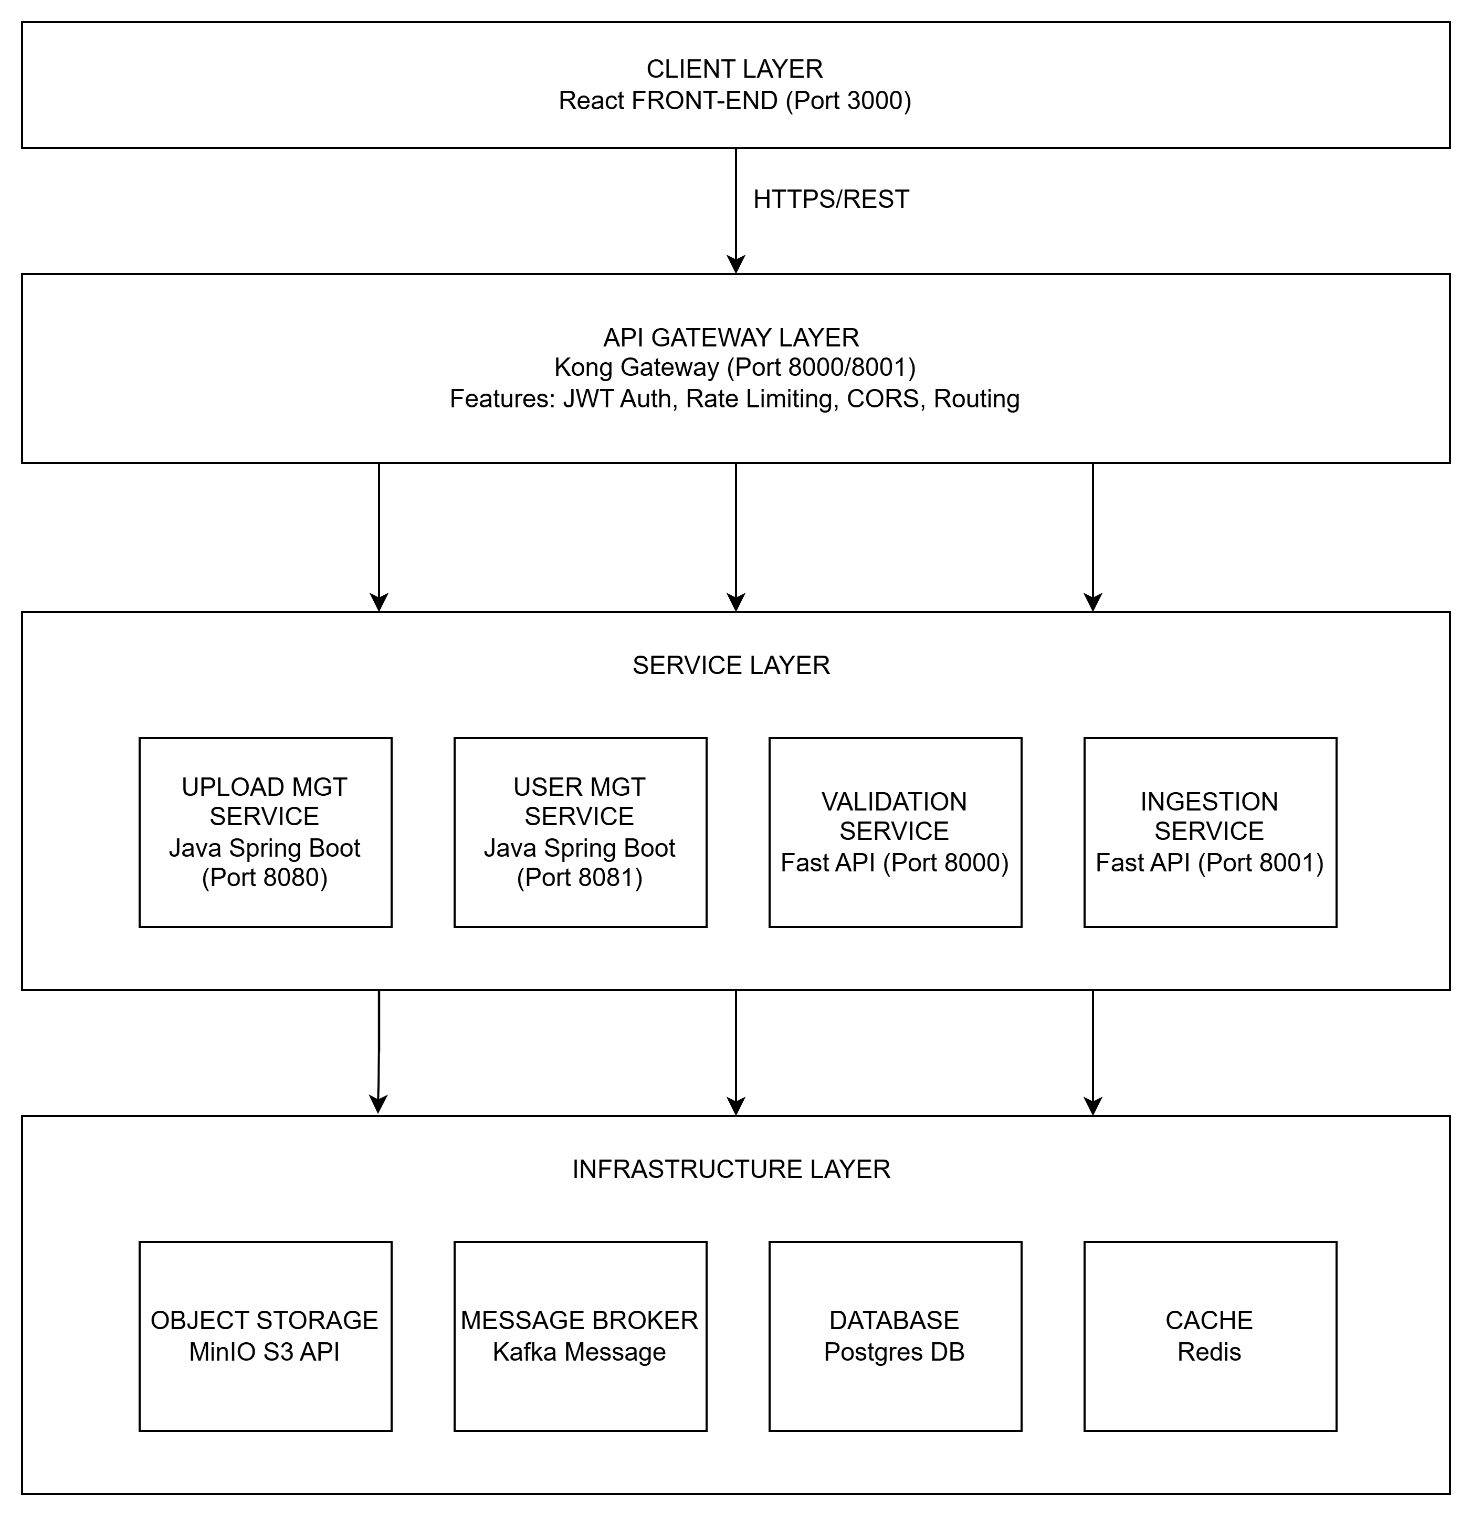 CLIENT LAYER
React FRONT-END (Port 3000)
HTTPS/REST
API GATEWAY LAYER
Kong Gateway (Port 8000/8001)
Features: JWT Auth, Rate Limiting, CORS, Routing
SERVICE LAYER
UPLOAD MGT
SERVICE
Java Spring Boot
(Port 8080)
USER MGT
SERVICE
Java Spring Boot
(Port 8081)
VALIDATION
SERVICE
Fast API (Port 8000)
INGESTION
SERVICE
Fast API (Port 8001)
INFRASTRUCTURE LAYER
OBJECT STORAGE
MinIO S3 API
MESSAGE BROKER
Kafka Message
DATABASE
Postgres DB
CACHE
Redis